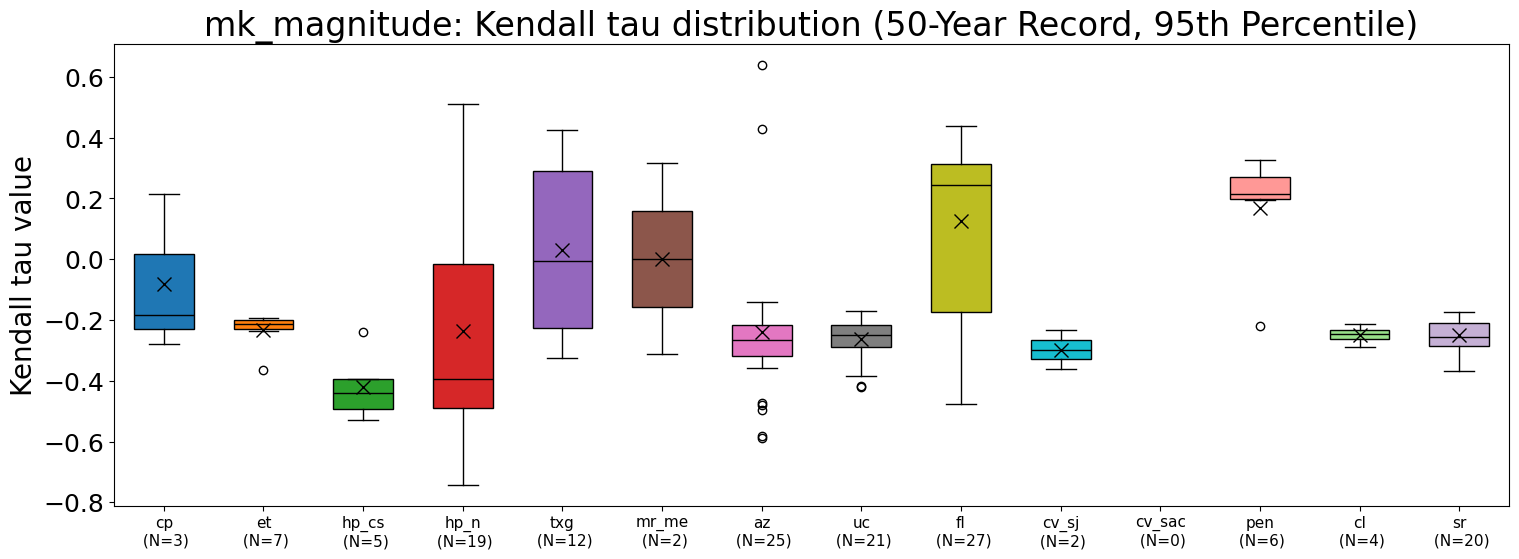 mk_magnitude: Kendall tau distribution (50-Year Record, 95th Percentile)
Kendall tau value
0.6
0.4
0.2
0.0
−0.2
−0.4
−0.6
−0.8
cp
(N=3)
et
(N=7)
hp_cs
(N=5)
hp_n
(N=19)
txg
(N=12)
mr_me
(N=2)
az
(N=25)
uc
(N=21)
fl
(N=27)
cv_sj
(N=2)
cv_sac
(N=0)
pen
(N=6)
cl
(N=4)
sr
(N=20)